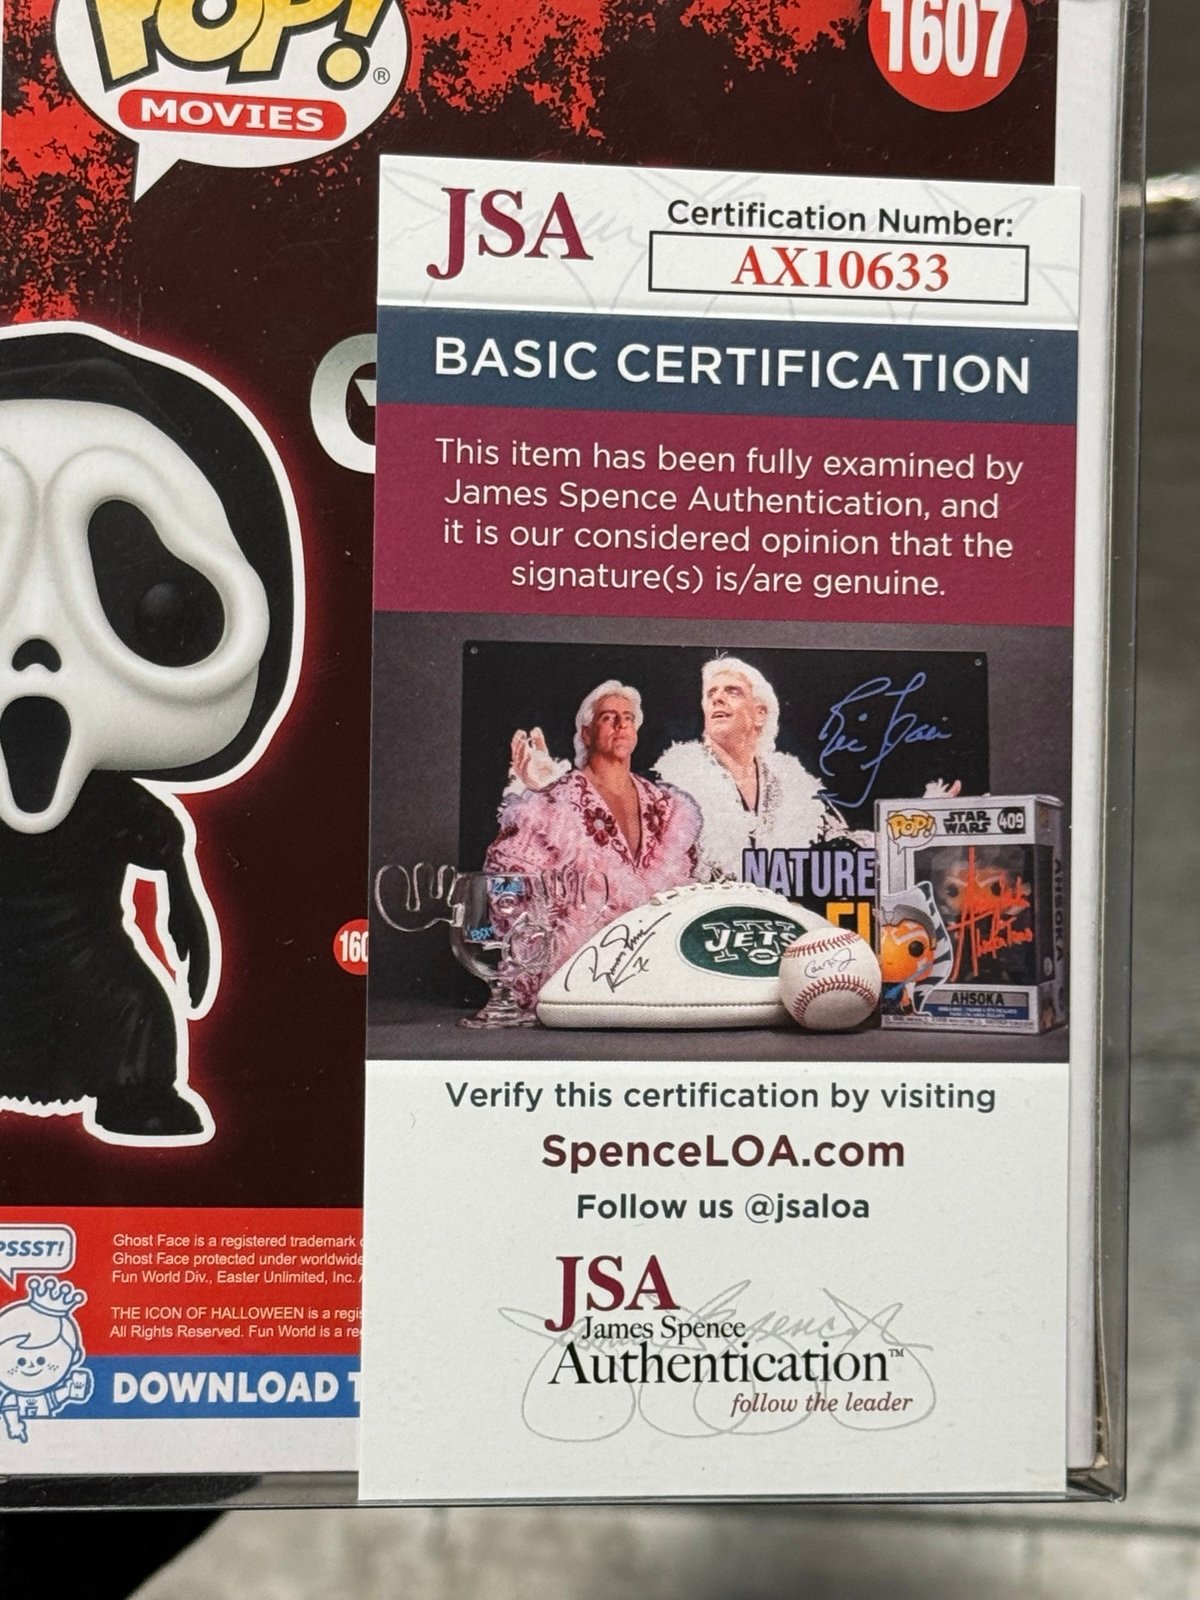 POP!®
MOVIES
1607
JSA
Certification Number:
AX10633
BASIC CERTIFICATION
This item has been fully examined by
James Spence Authentication, and
it is our considered opinion that the
signature(s) is/are genuine.
Ric Flair
NATURE
JETS
POP!
STAR
WARS
409
AHSOKA
AHSOKA
160
Verify this certification by visiting
SpenceLOA.com
Follow us @jsaloa
PSSST!
Ghost Face is a registered trademark
Ghost Face protected under worldwide
Fun World Div., Easter Unlimited, Inc.
THE ICON OF HALLOWEEN is a regis
All Rights Reserved. Fun World is a re
DOWNLOAD T
JSA
James Spence
Authentication™
follow the leader